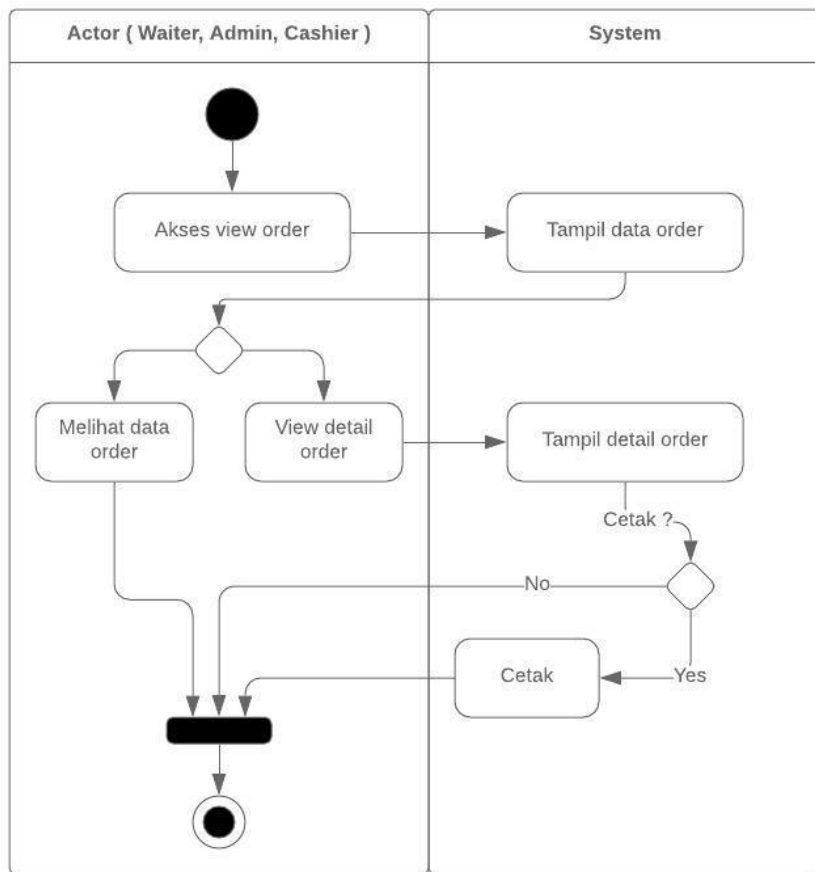 Actor ( Waiter, Admin, Cashier )
System
Akses view order
Tampil data order
Melihat data
order
View detail
order
Tampil detail order
Cetak ?
No
Cetak
Yes